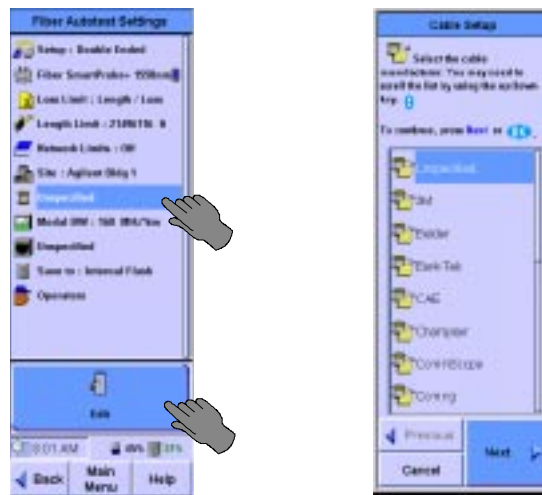 Fiber Autotest Settings
Setup : Double Ended
Fiber SmartProbe+ 1550nm
Loss Limit : Length / Loss
Length Limit :
Network Limits : Off
Site : Agilent Bldg 1
Unspecified
Modal BW : 160 MHz*km
Unspecified
Save to : Internal Flash
Operators
Edit
8:01 AM
Back
Main Menu
Help
Cable Setup
Select the cable
manufacturer. You may need to
scroll the list by using the up/down
key.
To continue, press Next or
Unspecified
3M
Belden
Berk-Tek
CAE
Champlain
CommScope
Corning
Previous
Next
Cancel